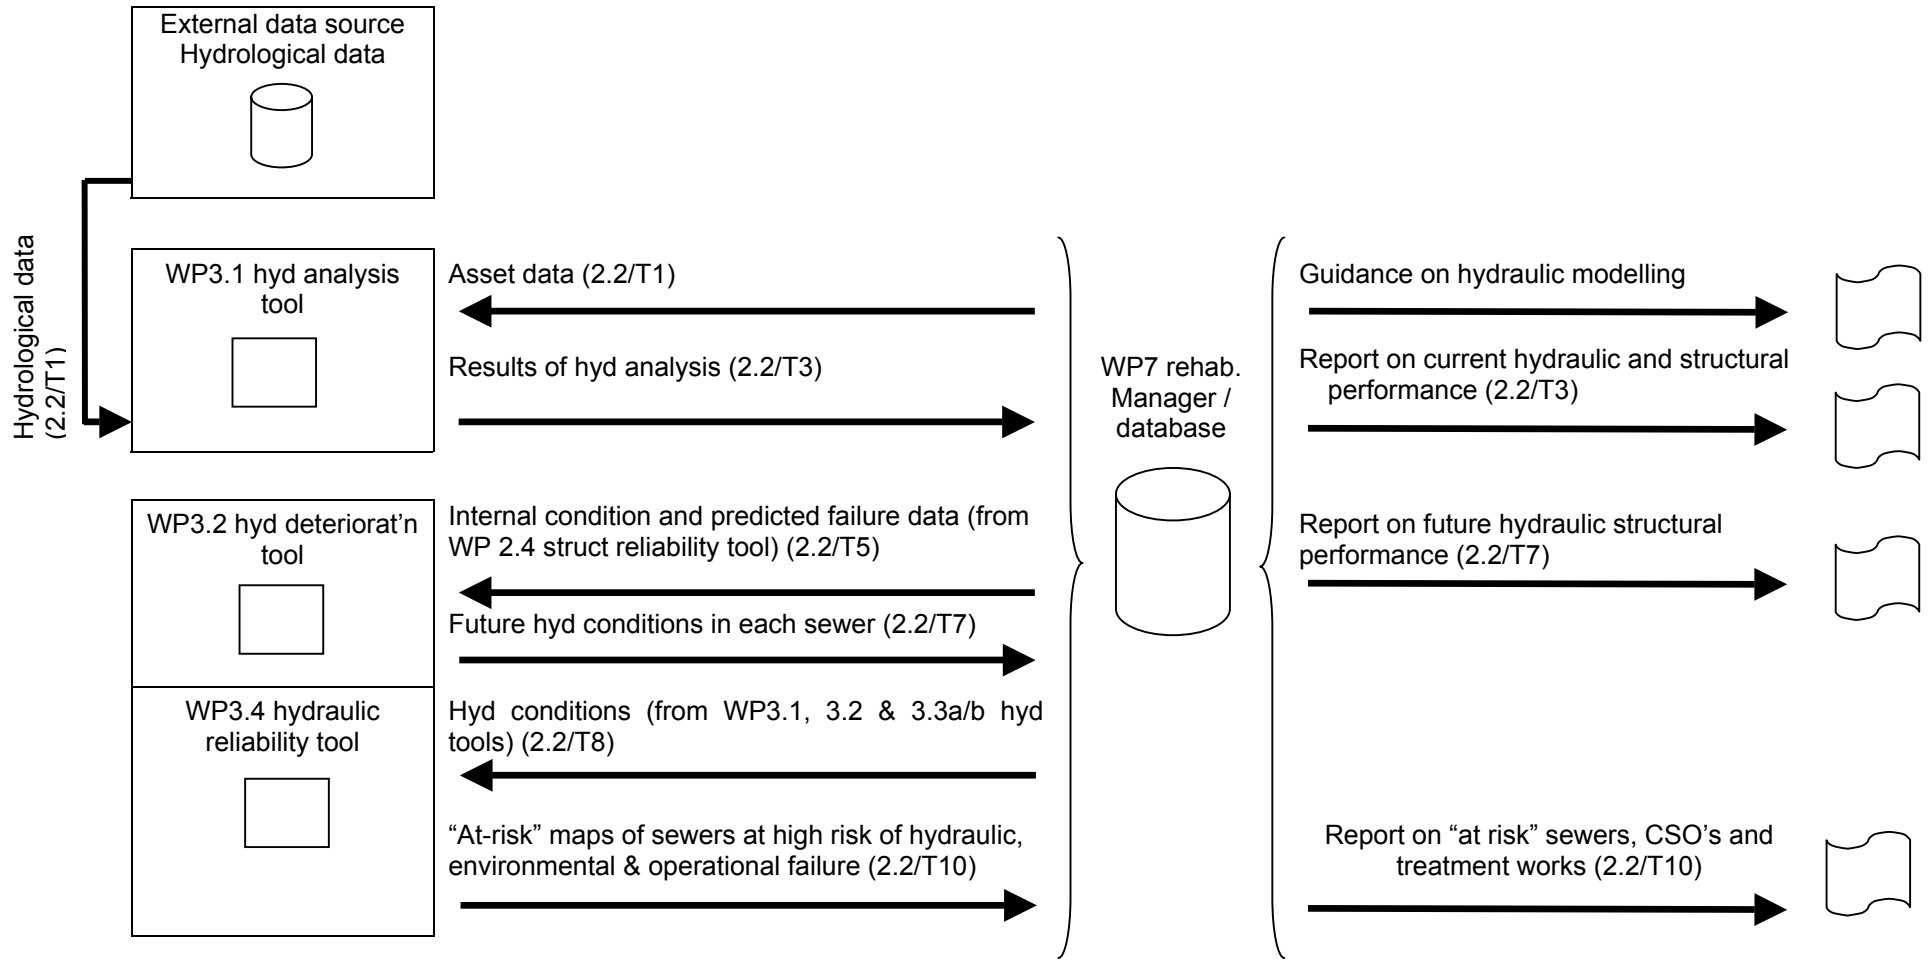 External data source
Hydrological data
Hydrological data
(2.2/T1)
WP3.1 hyd analysis
tool
Asset data (2.2/T1)
Results of hyd analysis (2.2/T3)
WP3.2 hyd deteriorat’n
tool
Internal condition and predicted failure data (from
WP 2.4 struct reliability tool) (2.2/T5)
Future hyd conditions in each sewer (2.2/T7)
WP3.4 hydraulic
reliability tool
Hyd conditions (from WP3.1, 3.2 & 3.3a/b hyd
tools) (2.2/T8)
“At-risk” maps of sewers at high risk of hydraulic,
environmental & operational failure (2.2/T10)
WP7 rehab.
Manager /
database
Guidance on hydraulic modelling
Report on current hydraulic and structural
performance (2.2/T3)
Report on future hydraulic structural
performance (2.2/T7)
Report on “at risk” sewers, CSO’s and
treatment works (2.2/T10)